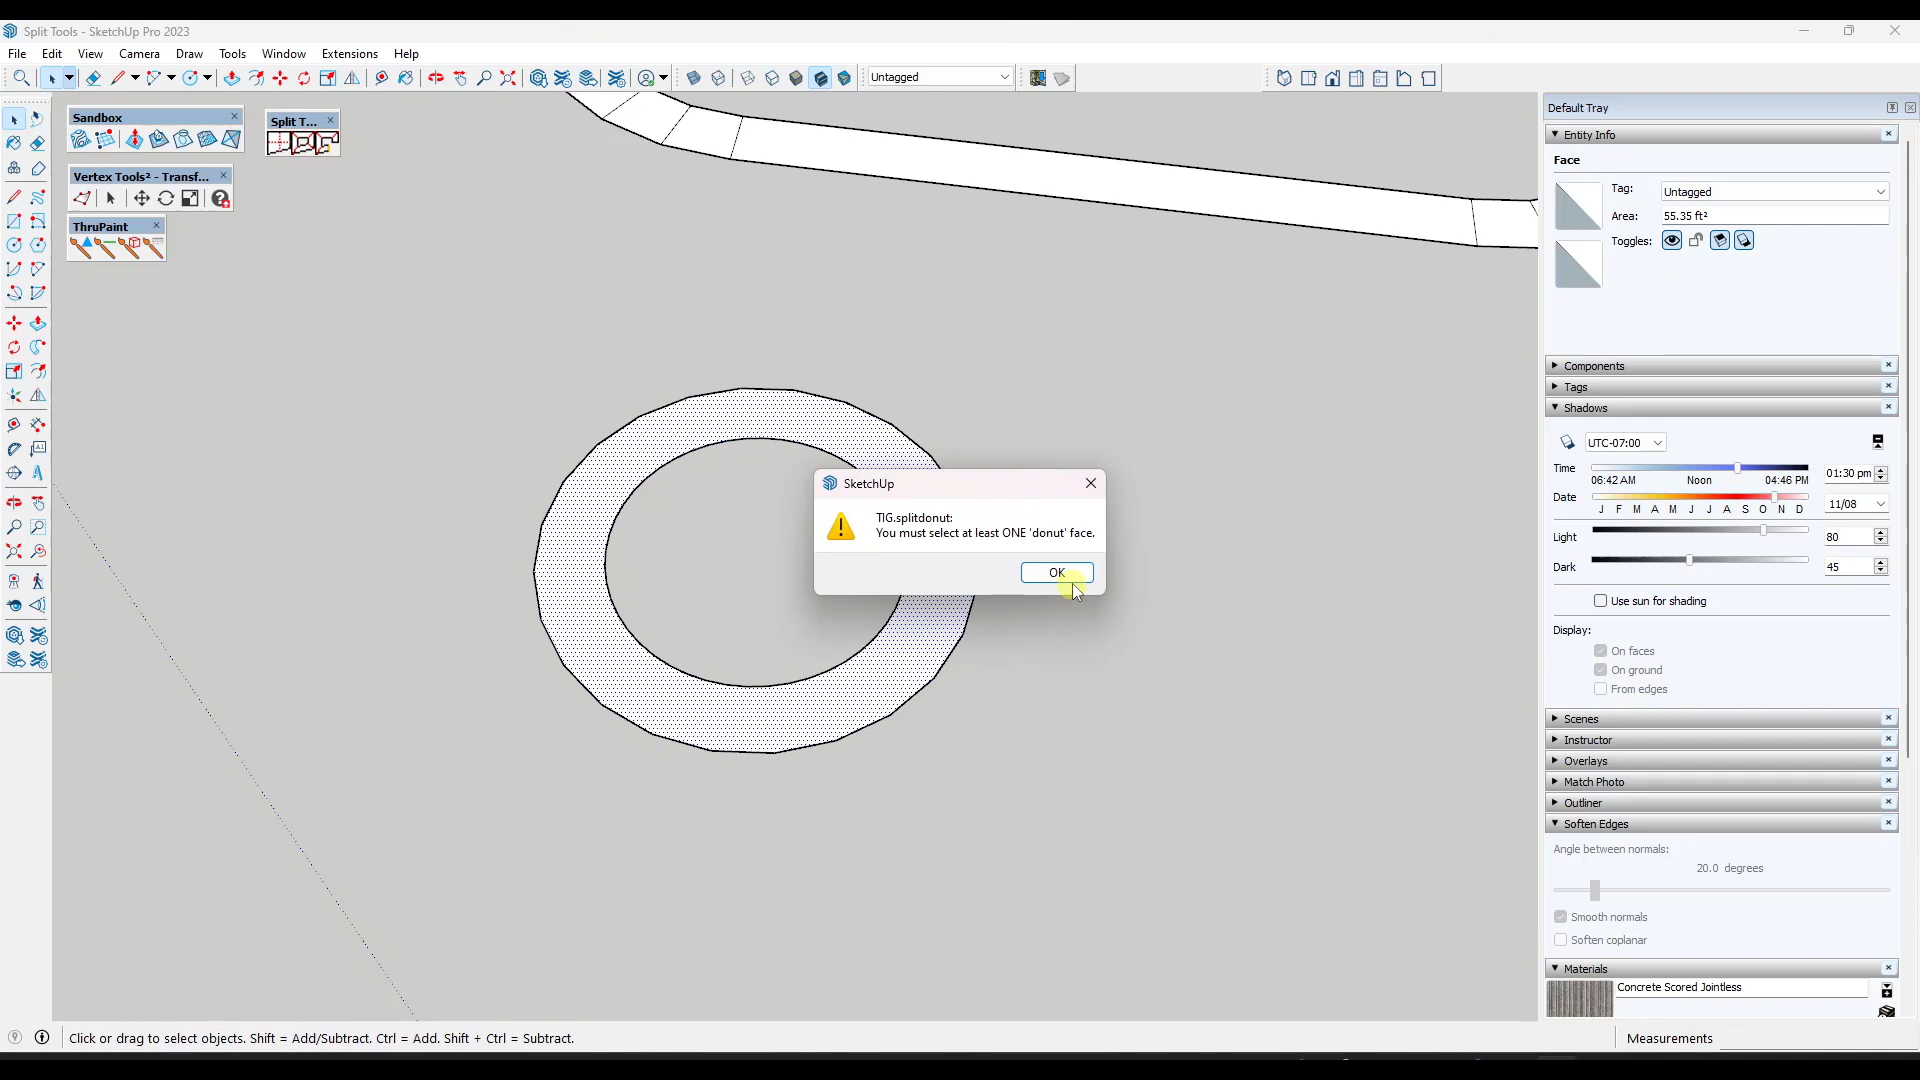 Split Tools - SketchUp Pro 2023
File Edit View Camera Draw Tools Window Extensions Help
Untagged
Sandbox
Split T...
Vertex Tools² - Transf...
ThruPaint
SketchUp
TIG.splitdonut:
You must select at least ONE 'donut' face.
OK
Default Tray
Entity Info
Face
Tag: Untagged
Area: 55.35 ft²
Toggles:
Components
Tags
Shadows
UTC-07:00
Time 01:30 pm
06:42 AM Noon 04:46 PM
Date 11/08
J F M A M J J A S O N D
Light 80
Dark 45
Use sun for shading
Display:
On faces
On ground
From edges
Scenes
Instructor
Overlays
Match Photo
Outliner
Soften Edges
Angle between normals:
20.0 degrees
Smooth normals
Soften coplanar
Materials
Concrete Scored Jointless
Click or drag to select objects. Shift = Add/Subtract. Ctrl = Add. Shift + Ctrl = Subtract.
Measurements